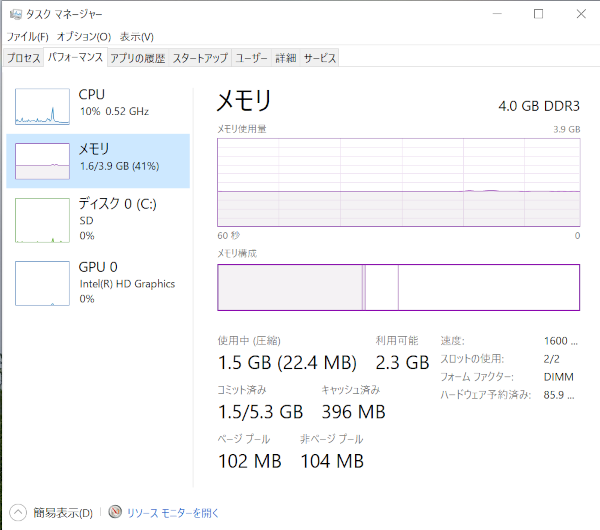 タスク マネージャー
ファイル(F) オプション(O) 表示(V)
プロセス パフォーマンス アプリの履歴 スタートアップ ユーザー 詳細 サービス
CPU
10% 0.52 GHz
メモリ
1.6/3.9 GB (41%)
ディスク 0 (C:)
SD
0%
GPU 0
Intel(R) HD Graphics
0%
メモリ 4.0 GB DDR3
メモリ使用量 3.9 GB
60 秒 0
メモリ構成
使用中 (圧縮) 利用可能
1.5 GB (22.4 MB) 2.3 GB
コミット済み キャッシュ済み
1.5/5.3 GB 396 MB
ページ プール 非ページ プール
102 MB 104 MB
速度: 1600 ...
スロットの使用: 2/2
フォーム ファクター: DIMM
ハードウェア予約済み: 85.9 ...
簡易表示(D) リソース モニターを開く